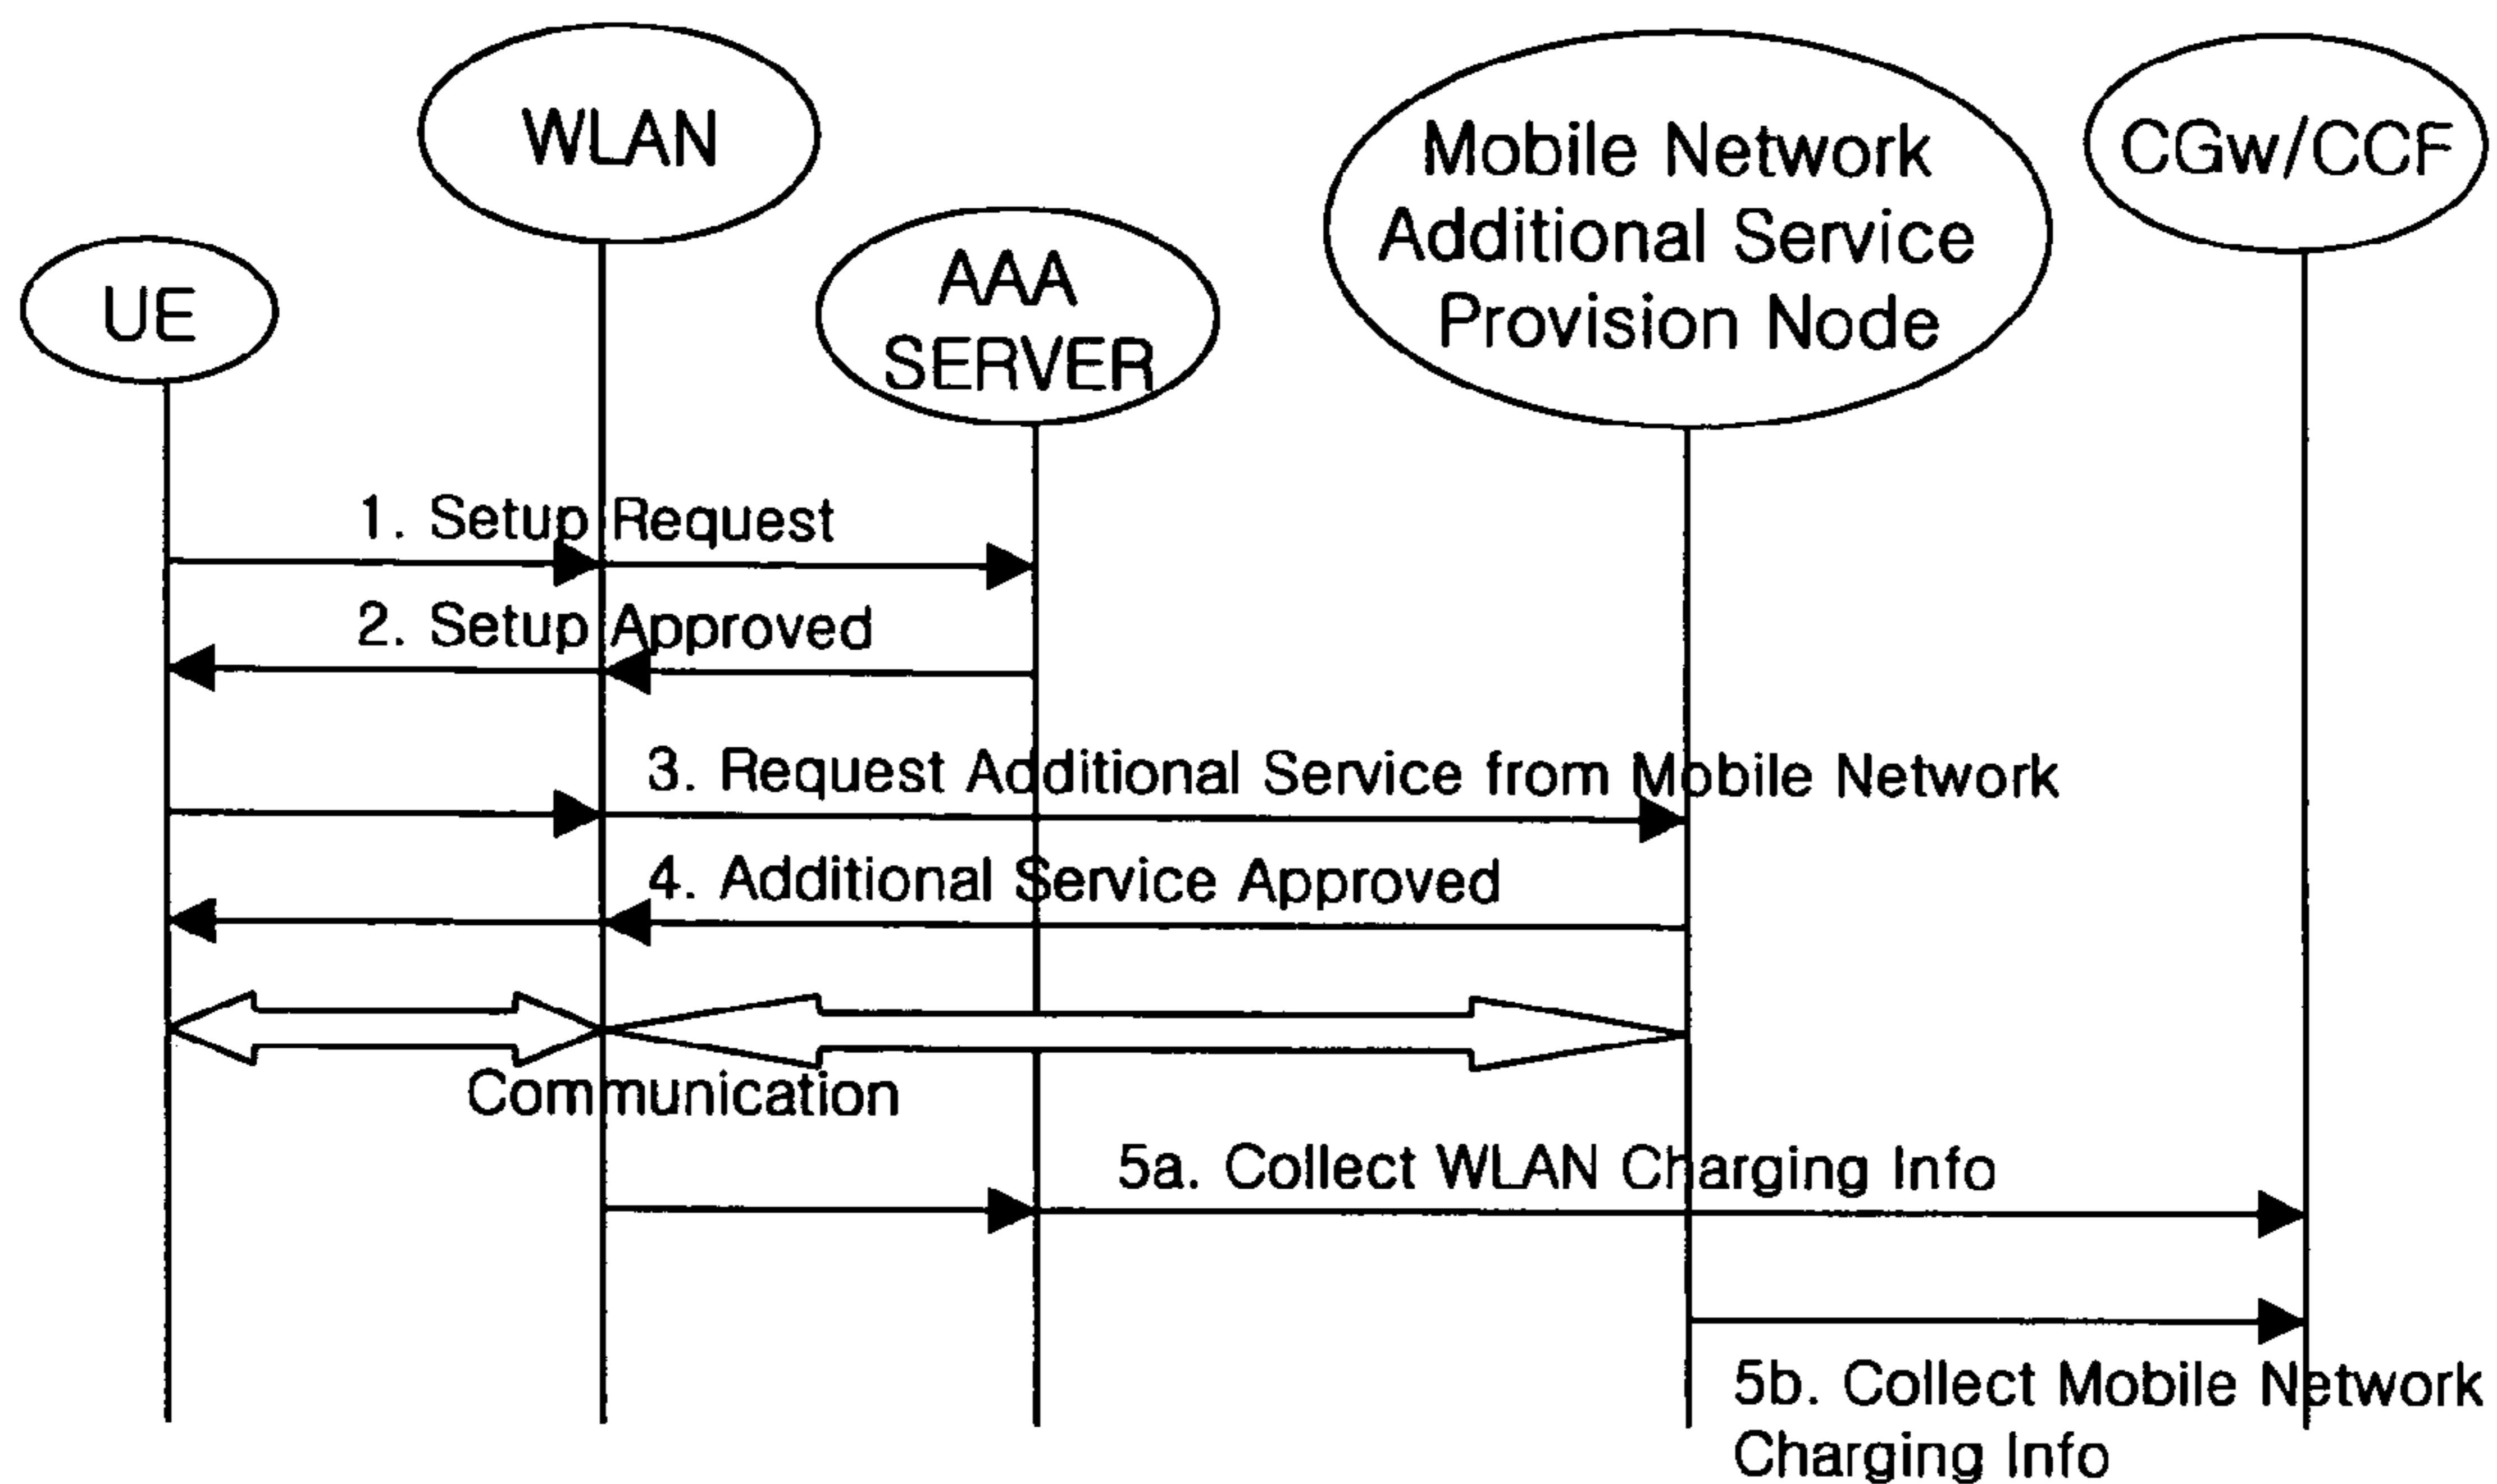 WLAN
Mobile Network
Additional Service
Provision Node
CGw/CCF
UE
AAA
SERVER
1. Setup Request
2. Setup Approved
3. Request Additional Service from Mobile Network
4. Additional Service Approved
Communication
5a. Collect WLAN Charging Info
5b. Collect Mobile Network
Charging Info